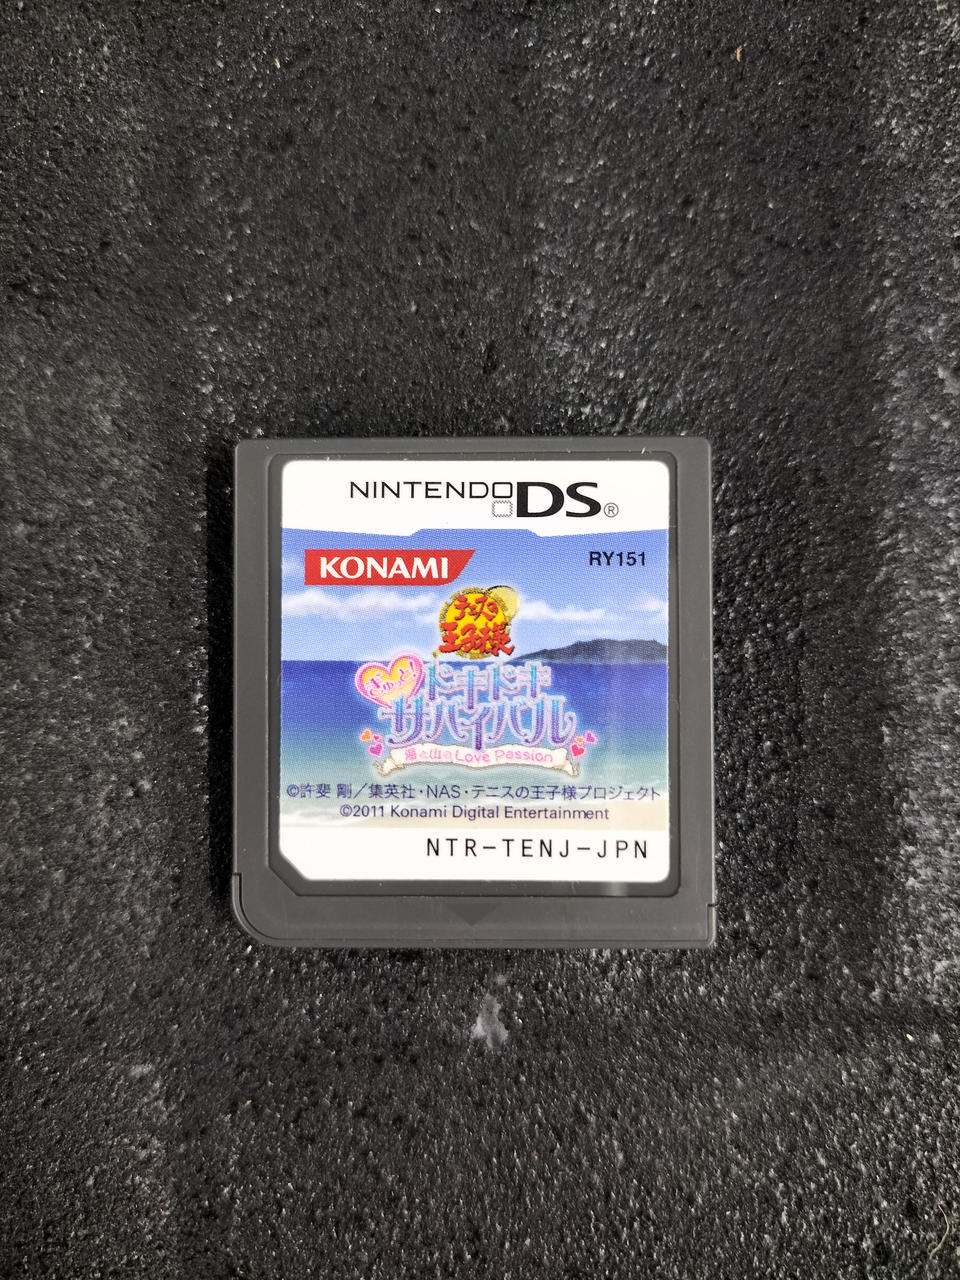 NINTENDO DS®
KONAMI
RY151
テニスの
王子様
ぎゅっと!
ドキドキ
サバイバル
海と山のLove Passion
©許斐 剛／集英社・NAS・テニスの王子様プロジェクト
©2011 Konami Digital Entertainment
NTR-TENJ-JPN